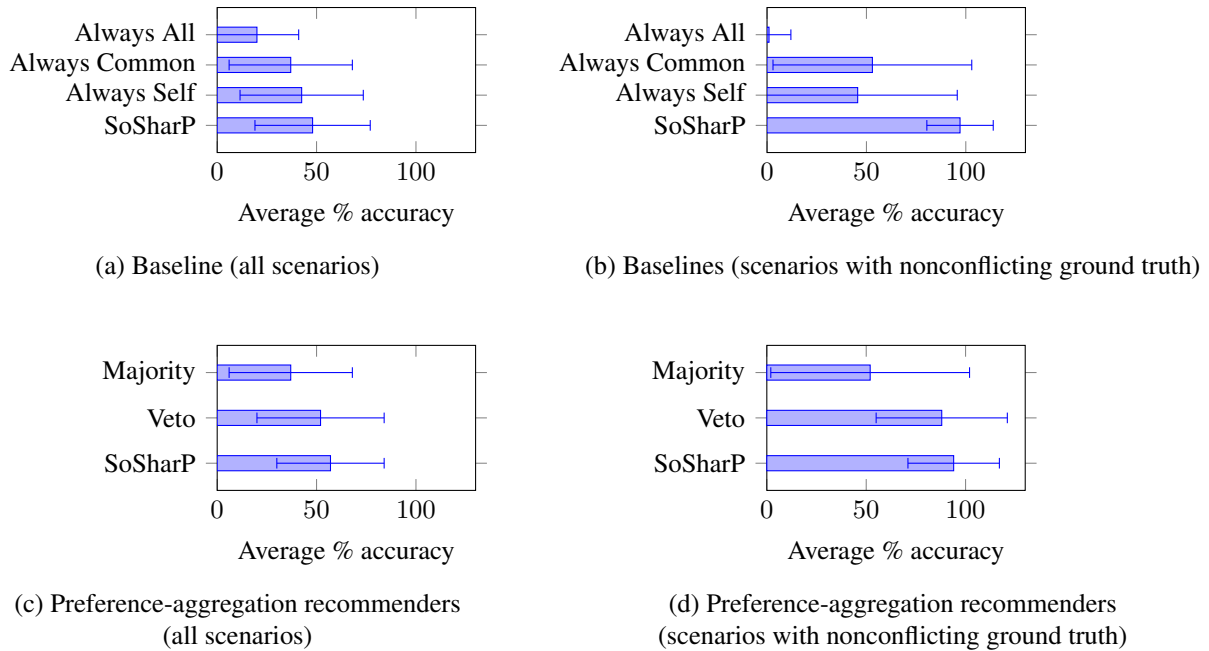 Always All
Always Common
Always Self
SoSharP
0 50 100
Average % accuracy
(a) Baseline (all scenarios)
Always All
Always Common
Always Self
SoSharP
0 50 100
Average % accuracy
(b) Baselines (scenarios with nonconflicting ground truth)
Majority
Veto
SoSharP
0 50 100
Average % accuracy
(c) Preference-aggregation recommenders
(all scenarios)
Majority
Veto
SoSharP
0 50 100
Average % accuracy
(d) Preference-aggregation recommenders
(scenarios with nonconflicting ground truth)